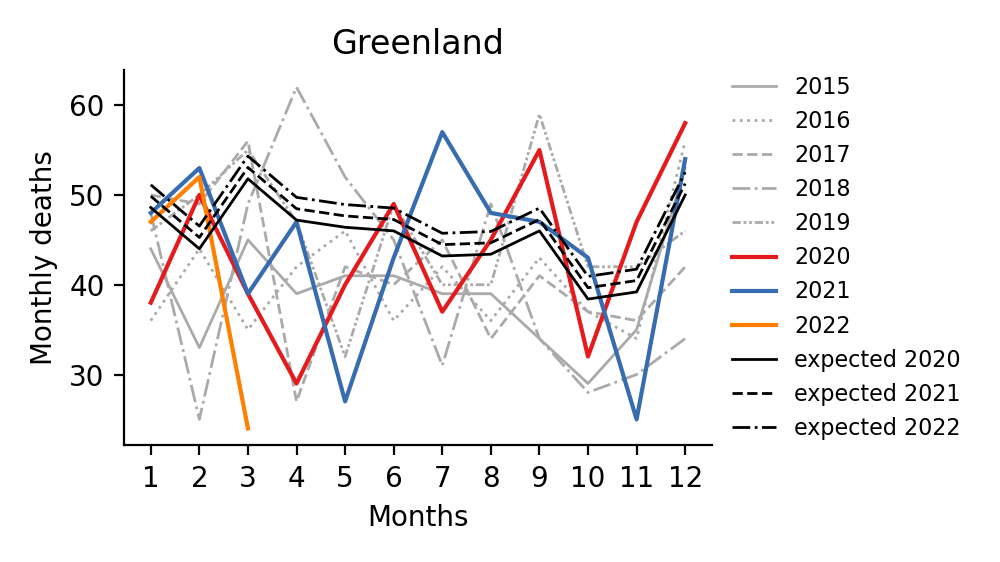 Greenland
Monthly deaths
60
50
40
30
1 2 3 4 5 6 7 8 9 10 11 12
Months
2015
2016
2017
2018
2019
2020
2021
2022
expected 2020
expected 2021
expected 2022